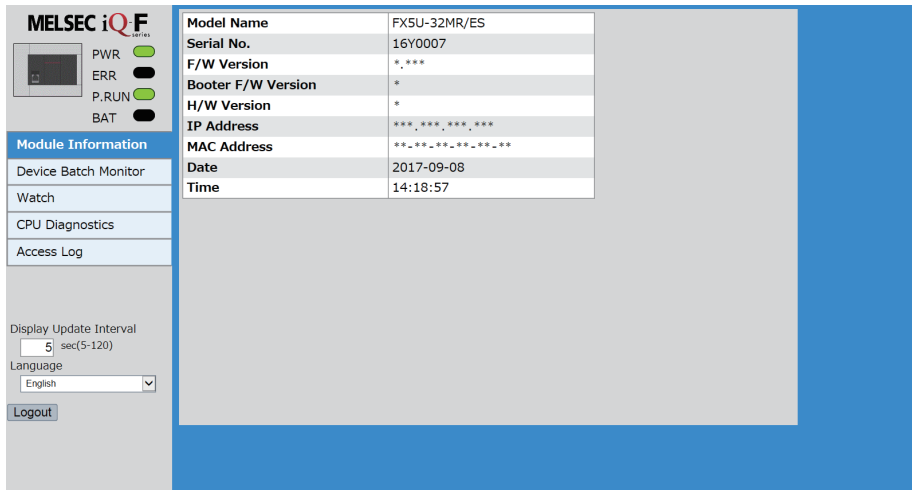 MELSEC iQ-F
series
PWR
ERR
P.RUN
BAT
Module Information
Device Batch Monitor
Watch
CPU Diagnostics
Access Log
Display Update Interval
5 sec(5-120)
Language
English
Logout
Model Name FX5U-32MR/ES
Serial No. 16Y0007
F/W Version *.***
Booter F/W Version *
H/W Version *
IP Address ***.***.***.***
MAC Address **-**-**-**-**-**
Date 2017-09-08
Time 14:18:57